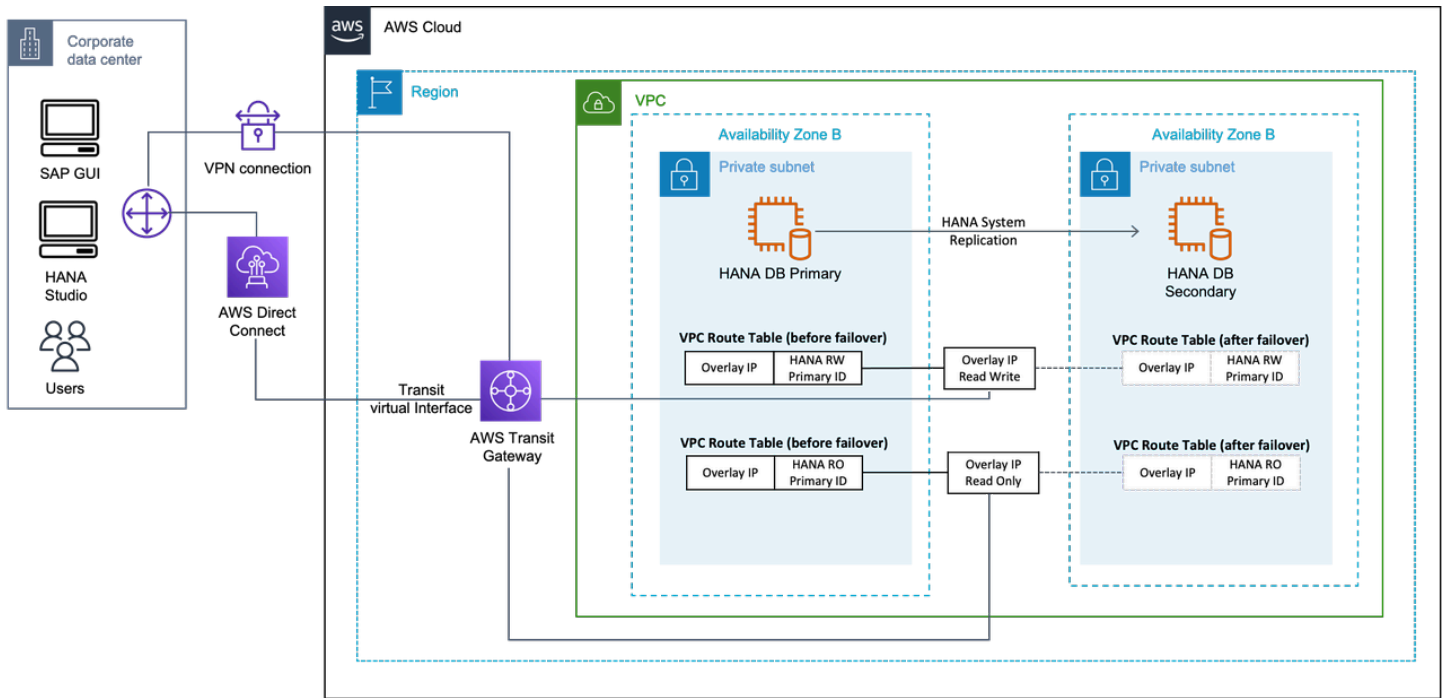 Corporate
data center
SAP GUI
HANA
Studio
Users
VPN connection
AWS Direct
Connect
Transit
virtual Interface
aws
AWS Cloud
Region
AWS Transit
Gateway
VPC
Availability Zone B
Private subnet
HANA DB Primary
HANA System
Replication
Availability Zone B
Private subnet
HANA DB
Secondary
VPC Route Table (before failover)
Overlay IP
HANA RW
Primary ID
Overlay IP
Read Write
VPC Route Table (after failover)
Overlay IP
HANA RW
Primary ID
VPC Route Table (before failover)
Overlay IP
HANA RO
Primary ID
Overlay IP
Read Only
VPC Route Table (after failover)
Overlay IP
HANA RO
Primary ID